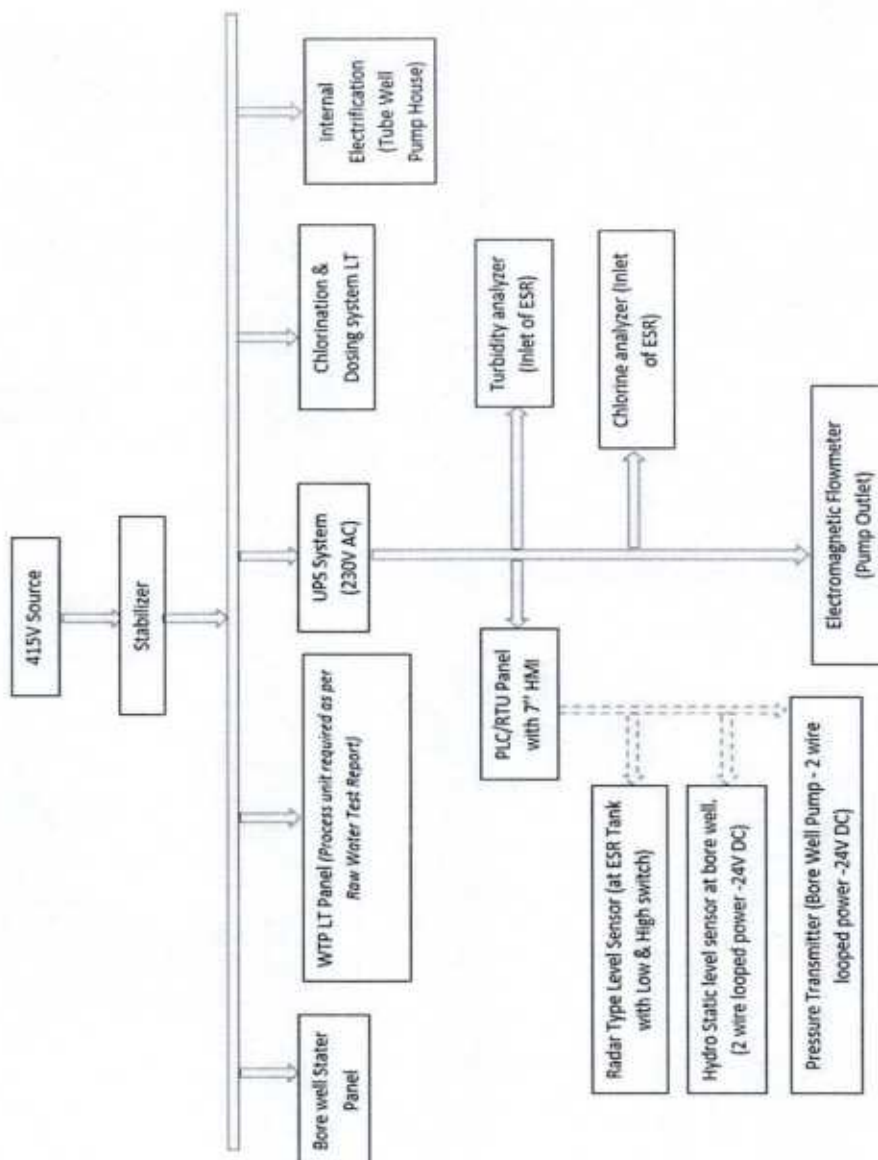 415V Source
Stabilizer
Bore well Stater
Panel
WTP LT Panel (Process unit required as per
Raw Water Test Report)
UPS System
(230V AC)
Chlorination &
Dosing system LT
Internal
Electrification
(Tube Well
Pump House)
PLC/RTU Panel
with 7'' HMI
Turbidity analyzer
(Inlet of ESR)
Radar Type Level Sensor (at ESR Tank
with Low & High switch)
Chlorine analyzer (Inlet
of ESR)
Hydro Static level sensor at bore well,
(2 wire looped power -24V DC)
Pressure Transmitter (Bore Well Pump - 2 wire
looped power -24V DC)
Electromagnetic Flowmeter
(Pump Outlet)